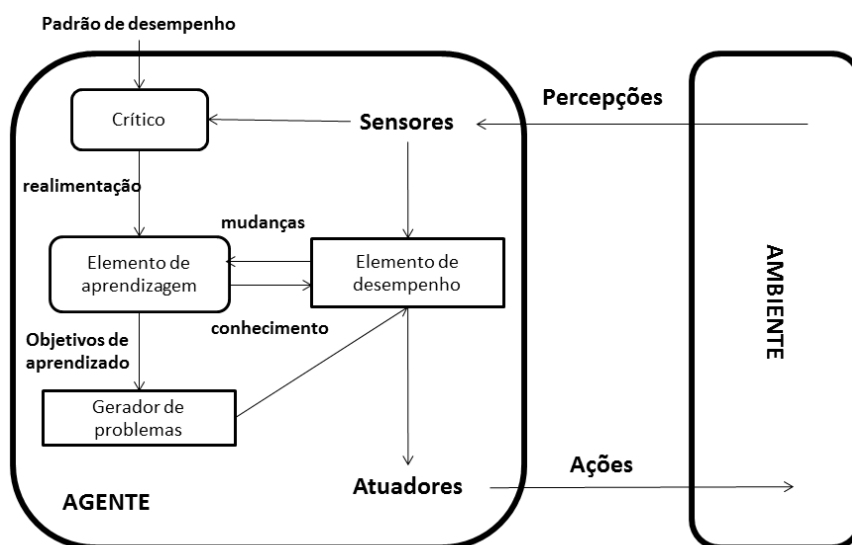 Padrão de desempenho
Percepções
Crítico
Sensores
realimentação
mudanças
Elemento de
aprendizagem
Elemento de
desempenho
AMBIENTE
conhecimento
Objetivos de
aprendizado
Gerador de
problemas
Ações
Atuadores
AGENTE